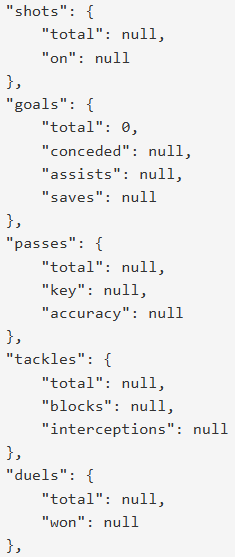 "shots": {
    "total": null,
    "on": null
},
"goals": {
    "total": 0,
    "conceded": null,
    "assists": null,
    "saves": null
},
"passes": {
    "total": null,
    "key": null,
    "accuracy": null
},
"tackles": {
    "total": null,
    "blocks": null,
    "interceptions": null
},
"duels": {
    "total": null,
    "won": null
},